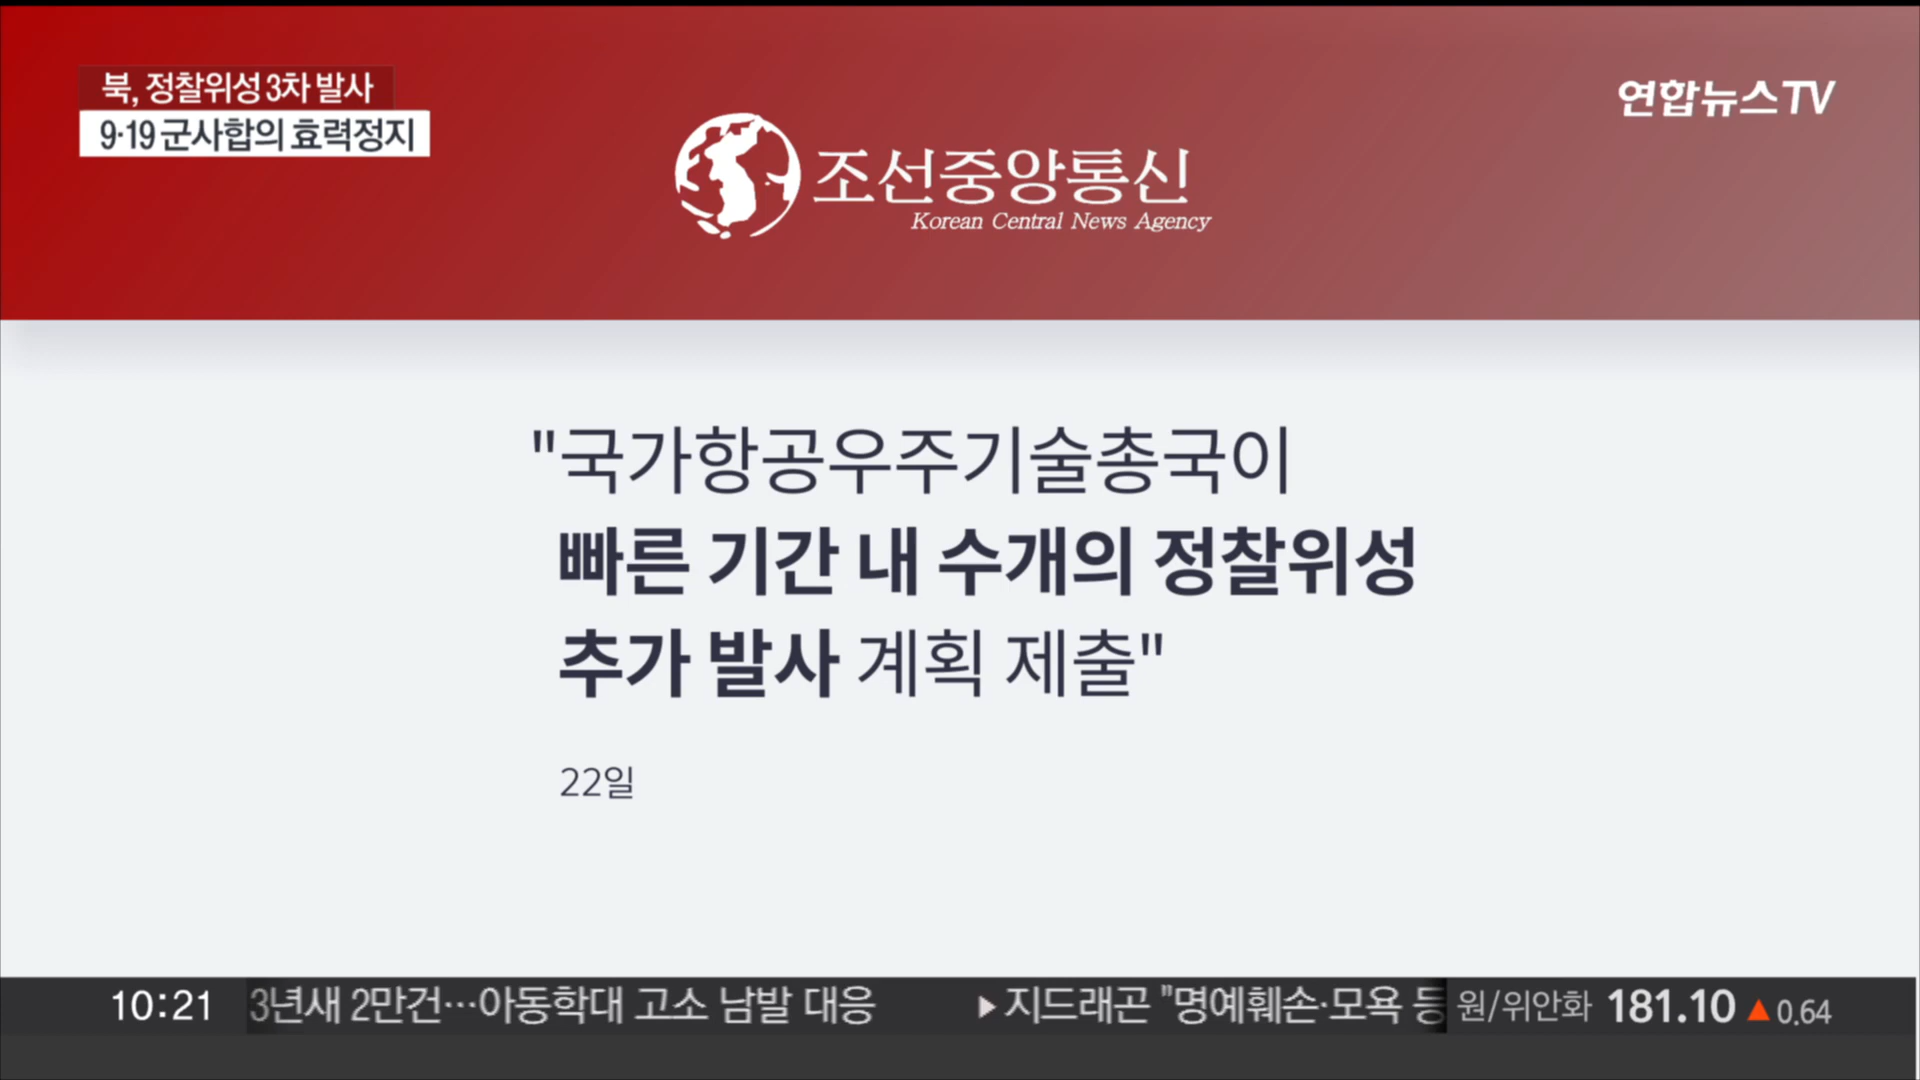 북, 정찰위성 3차 발사
9·19 군사합의 효력정지
연합뉴스TV
조선중앙통신
Korean Central News Agency
"국가항공우주기술총국이
빠른 기간 내 수개의 정찰위성
추가 발사 계획 제출"
22일
10:21 3년새 2만건…아동학대 고소 남발 대응 ▶지드래곤 "명예훼손·모욕 등 원/위안화 181.10 ▲0.64